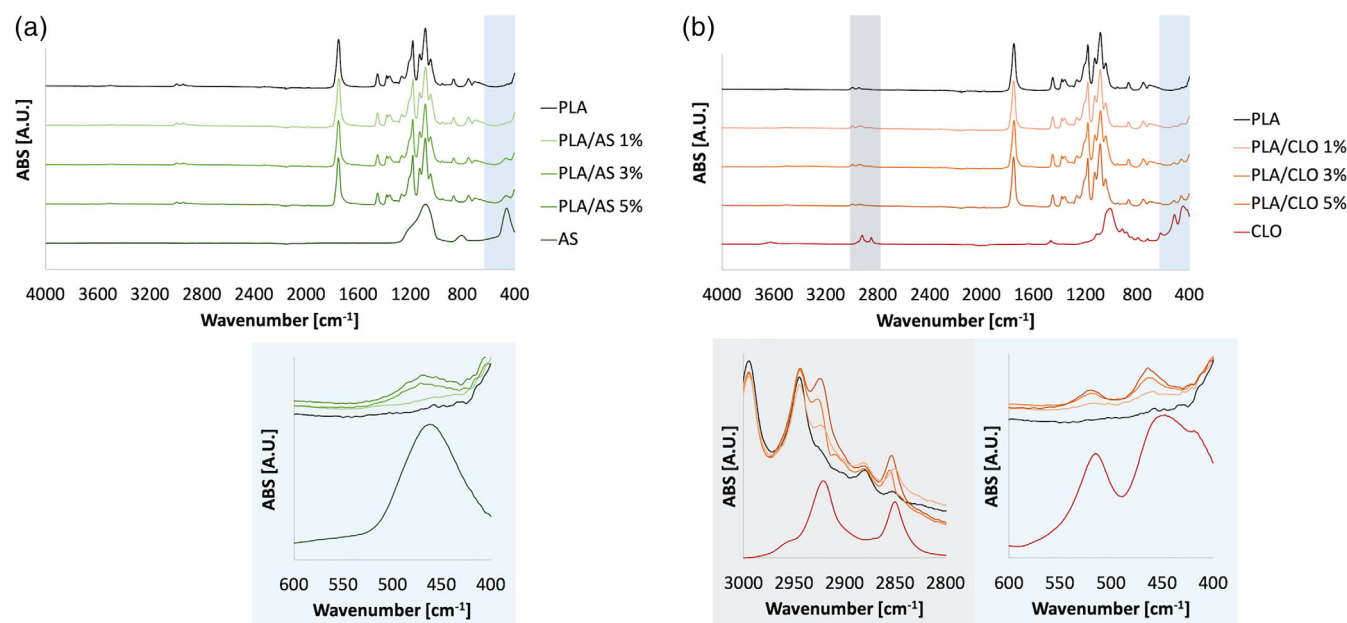 (a)
ABS [A.U.]
PLA
PLA/AS 1%
PLA/AS 3%
PLA/AS 5%
AS
4000 3600 3200 2800 2400 2000 1600 1200 800 400
Wavenumber [cm⁻¹]
ABS [A.U.]
600 550 500 450 400
Wavenumber [cm⁻¹]
(b)
ABS [A.U.]
PLA
PLA/CLO 1%
PLA/CLO 3%
PLA/CLO 5%
CLO
4000 3600 3200 2800 2400 2000 1600 1200 800 400
Wavenumber [cm⁻¹]
ABS [A.U.]
3000 2950 2900 2850 2800
Wavenumber [cm⁻¹]
ABS [A.U.]
600 550 500 450 400
Wavenumber [cm⁻¹]